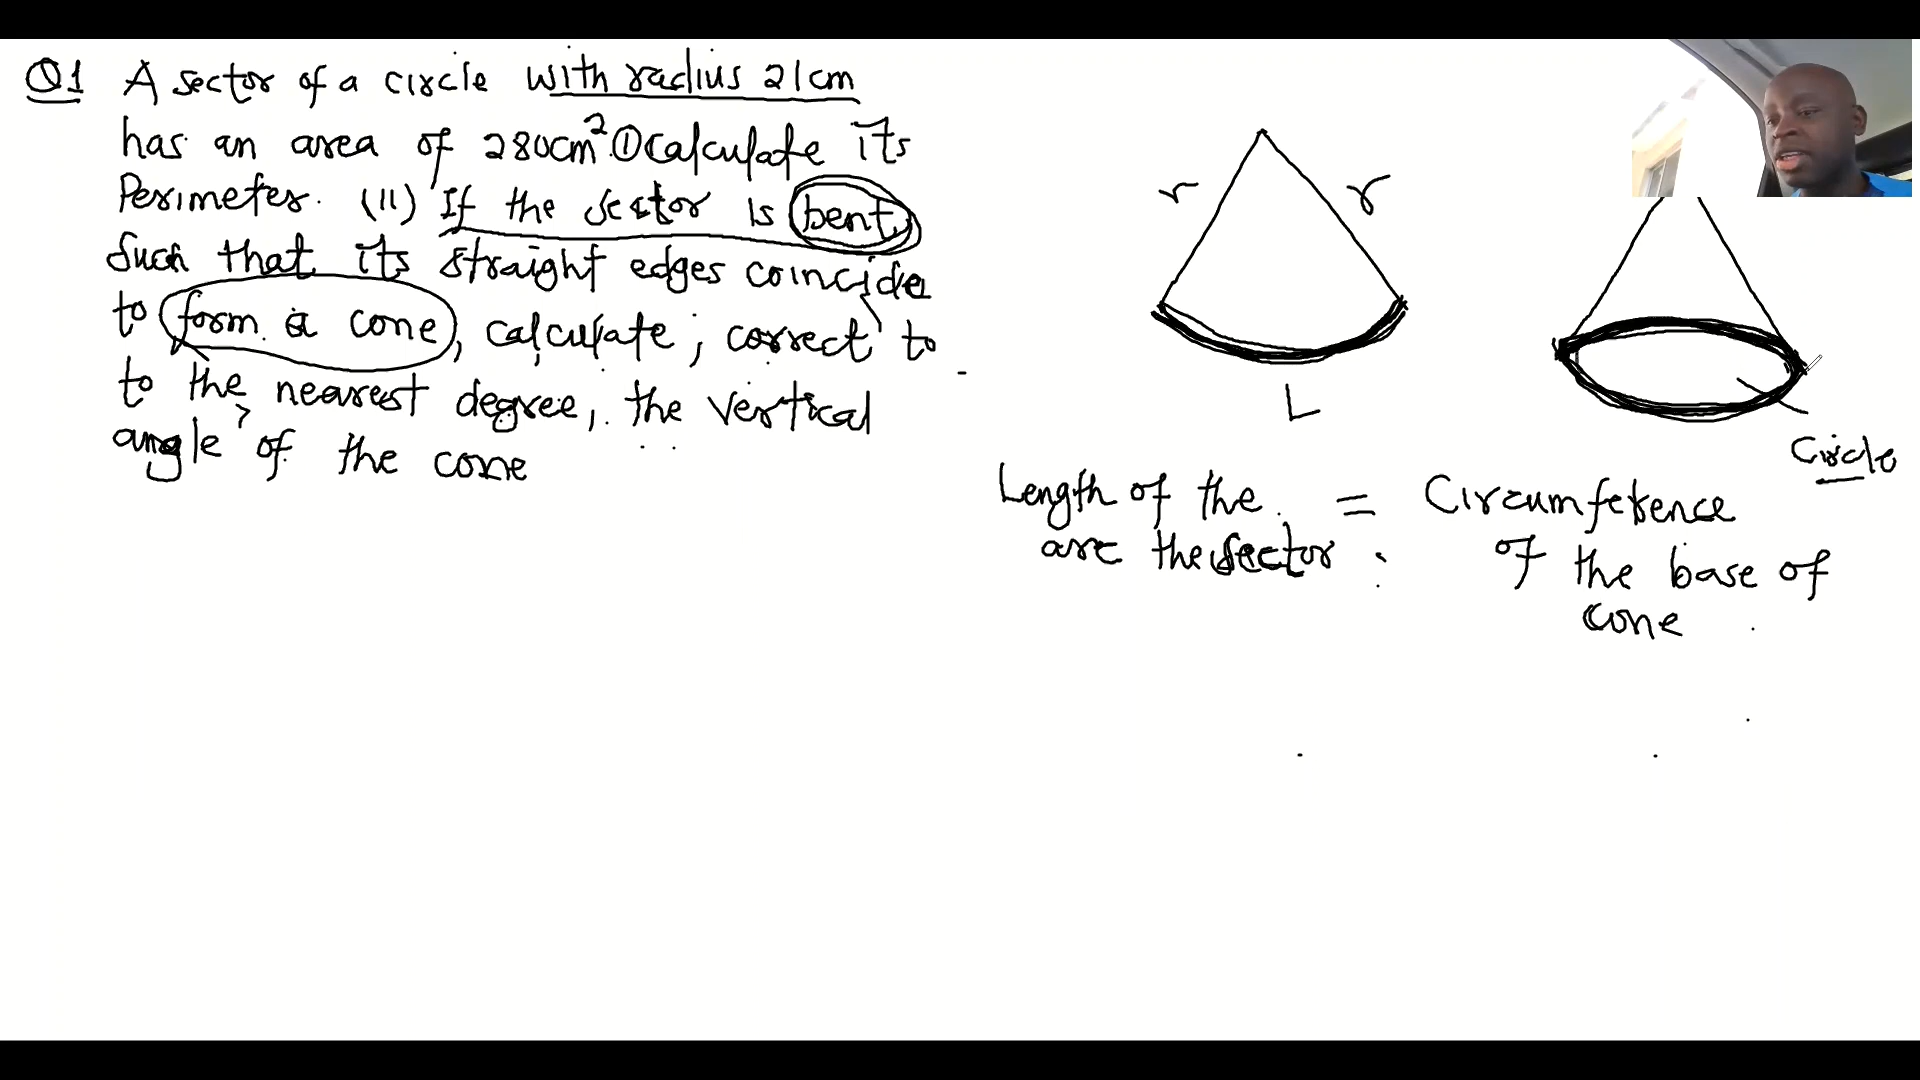 Q1 A sector of a circle with radius 21cm
has an area of 280cm² ① Calculate its
Perimeter. (II) If the sector is bent
Such that its straight edges coincide
to form a cone, calculate, correct to
to the nearest degree, the vertical
angle of the cone
r r
L
Circle
Length of the = Circumference
arc the sector of the base of
cone